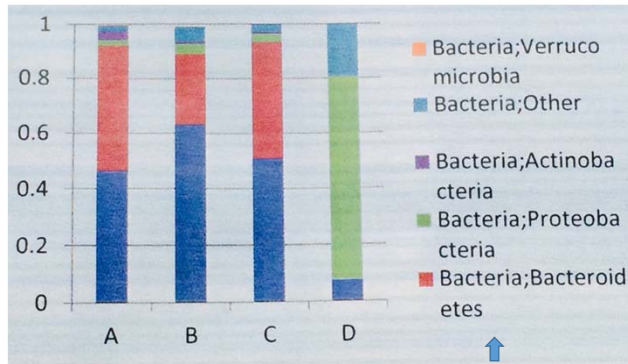 1
0.8
0.6
0.4
0.2
0
A B C D
Bacteria;Verruco
microbia
Bacteria;Other
Bacteria;Actinoba
cteria
Bacteria;Proteoba
cteria
Bacteria;Bacteroid
etes